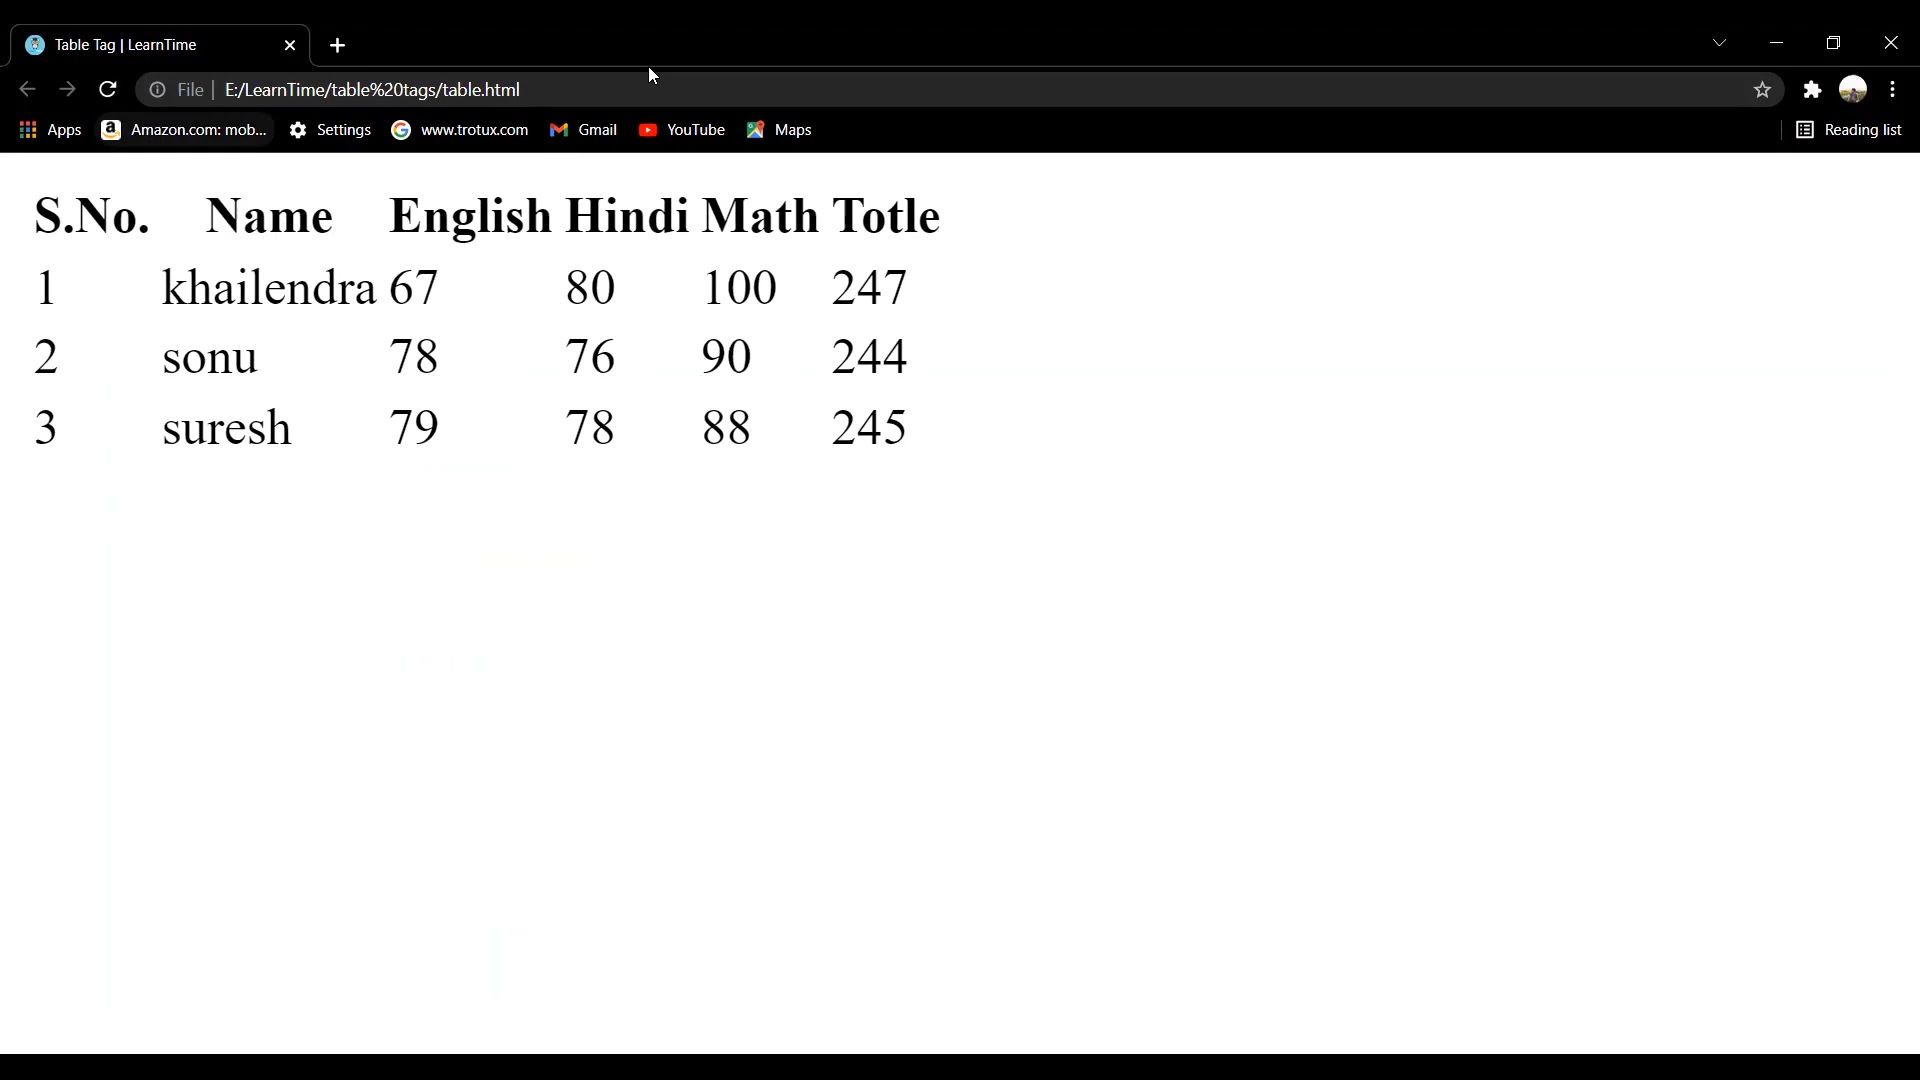 Table Tag | LearnTime
File | E:/LearnTime/table%20tags/table.html
Apps Amazon.com: mob... Settings www.trotux.com Gmail YouTube Maps Reading list
S.No. Name English Hindi Math Totle
1 khailendra 67 80 100 247
2 sonu 78 76 90 244
3 suresh 79 78 88 245